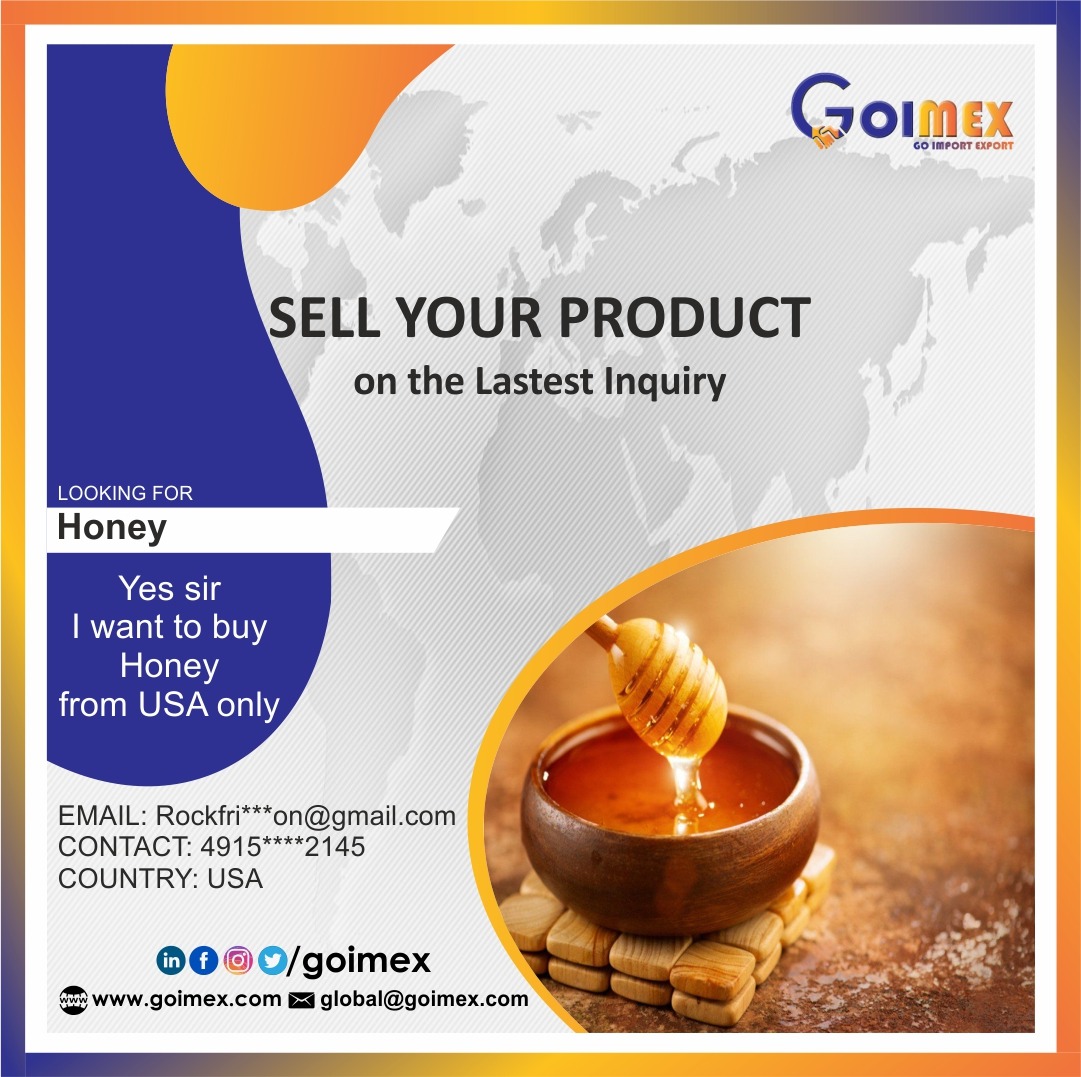 GOIMEX
GO IMPORT EXPORT
SELL YOUR PRODUCT
on the Lastest Inquiry
LOOKING FOR
Honey
Yes sir
I want to buy
Honey
from USA only
EMAIL: Rockfri***on@gmail.com
CONTACT: 4915****2145
COUNTRY: USA
in f /goimex
www www.goimex.com global@goimex.com